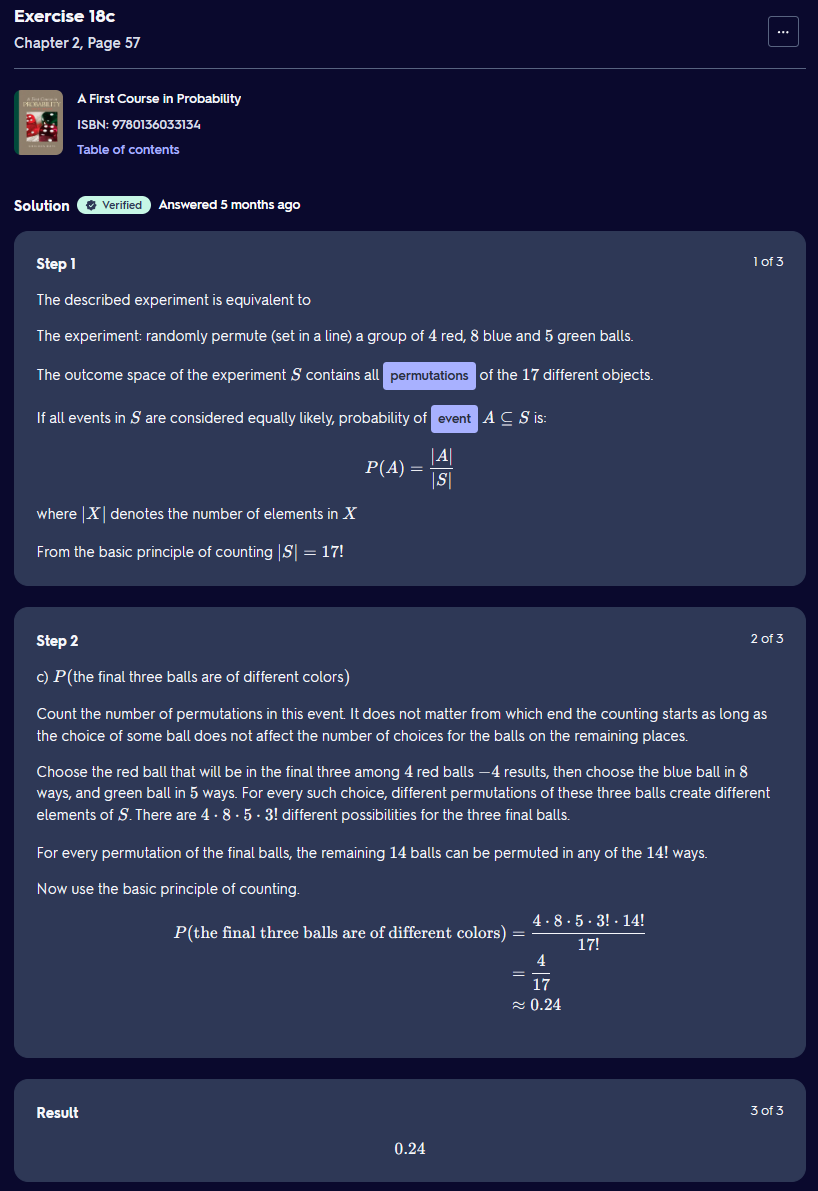 Exercise 18c
...
Chapter 2, Page 57
A First Course in Probability
ISBN: 9780136033134
Table of contents
Solution Verified Answered 5 months ago
Step 1
1 of 3
The described experiment is equivalent to
The experiment: randomly permute (set in a line) a group of 4 red, 8 blue and 5 green balls.
The outcome space of the experiment S contains all permutations of the 17 different objects.
If all events in S are considered equally likely, probability of event A ⊆ S is:
P(A) = |A| / |S|
where |X| denotes the number of elements in X
From the basic principle of counting |S| = 17!
Step 2
2 of 3
c) P(the final three balls are of different colors)
Count the number of permutations in this event. It does not matter from which end the counting starts as long as
the choice of some ball does not affect the number of choices for the balls on the remaining places.
Choose the red ball that will be in the final three among 4 red balls −4 results, then choose the blue ball in 8
ways, and green ball in 5 ways. For every such choice, different permutations of these three balls create different
elements of S. There are 4 · 8 · 5 · 3! different possibilities for the three final balls.
For every permutation of the final balls, the remaining 14 balls can be permuted in any of the 14! ways.
Now use the basic principle of counting.
P(the final three balls are of different colors) = 4 · 8 · 5 · 3! · 14! / 17!
= 4 / 17
≈ 0.24
Result
3 of 3
0.24